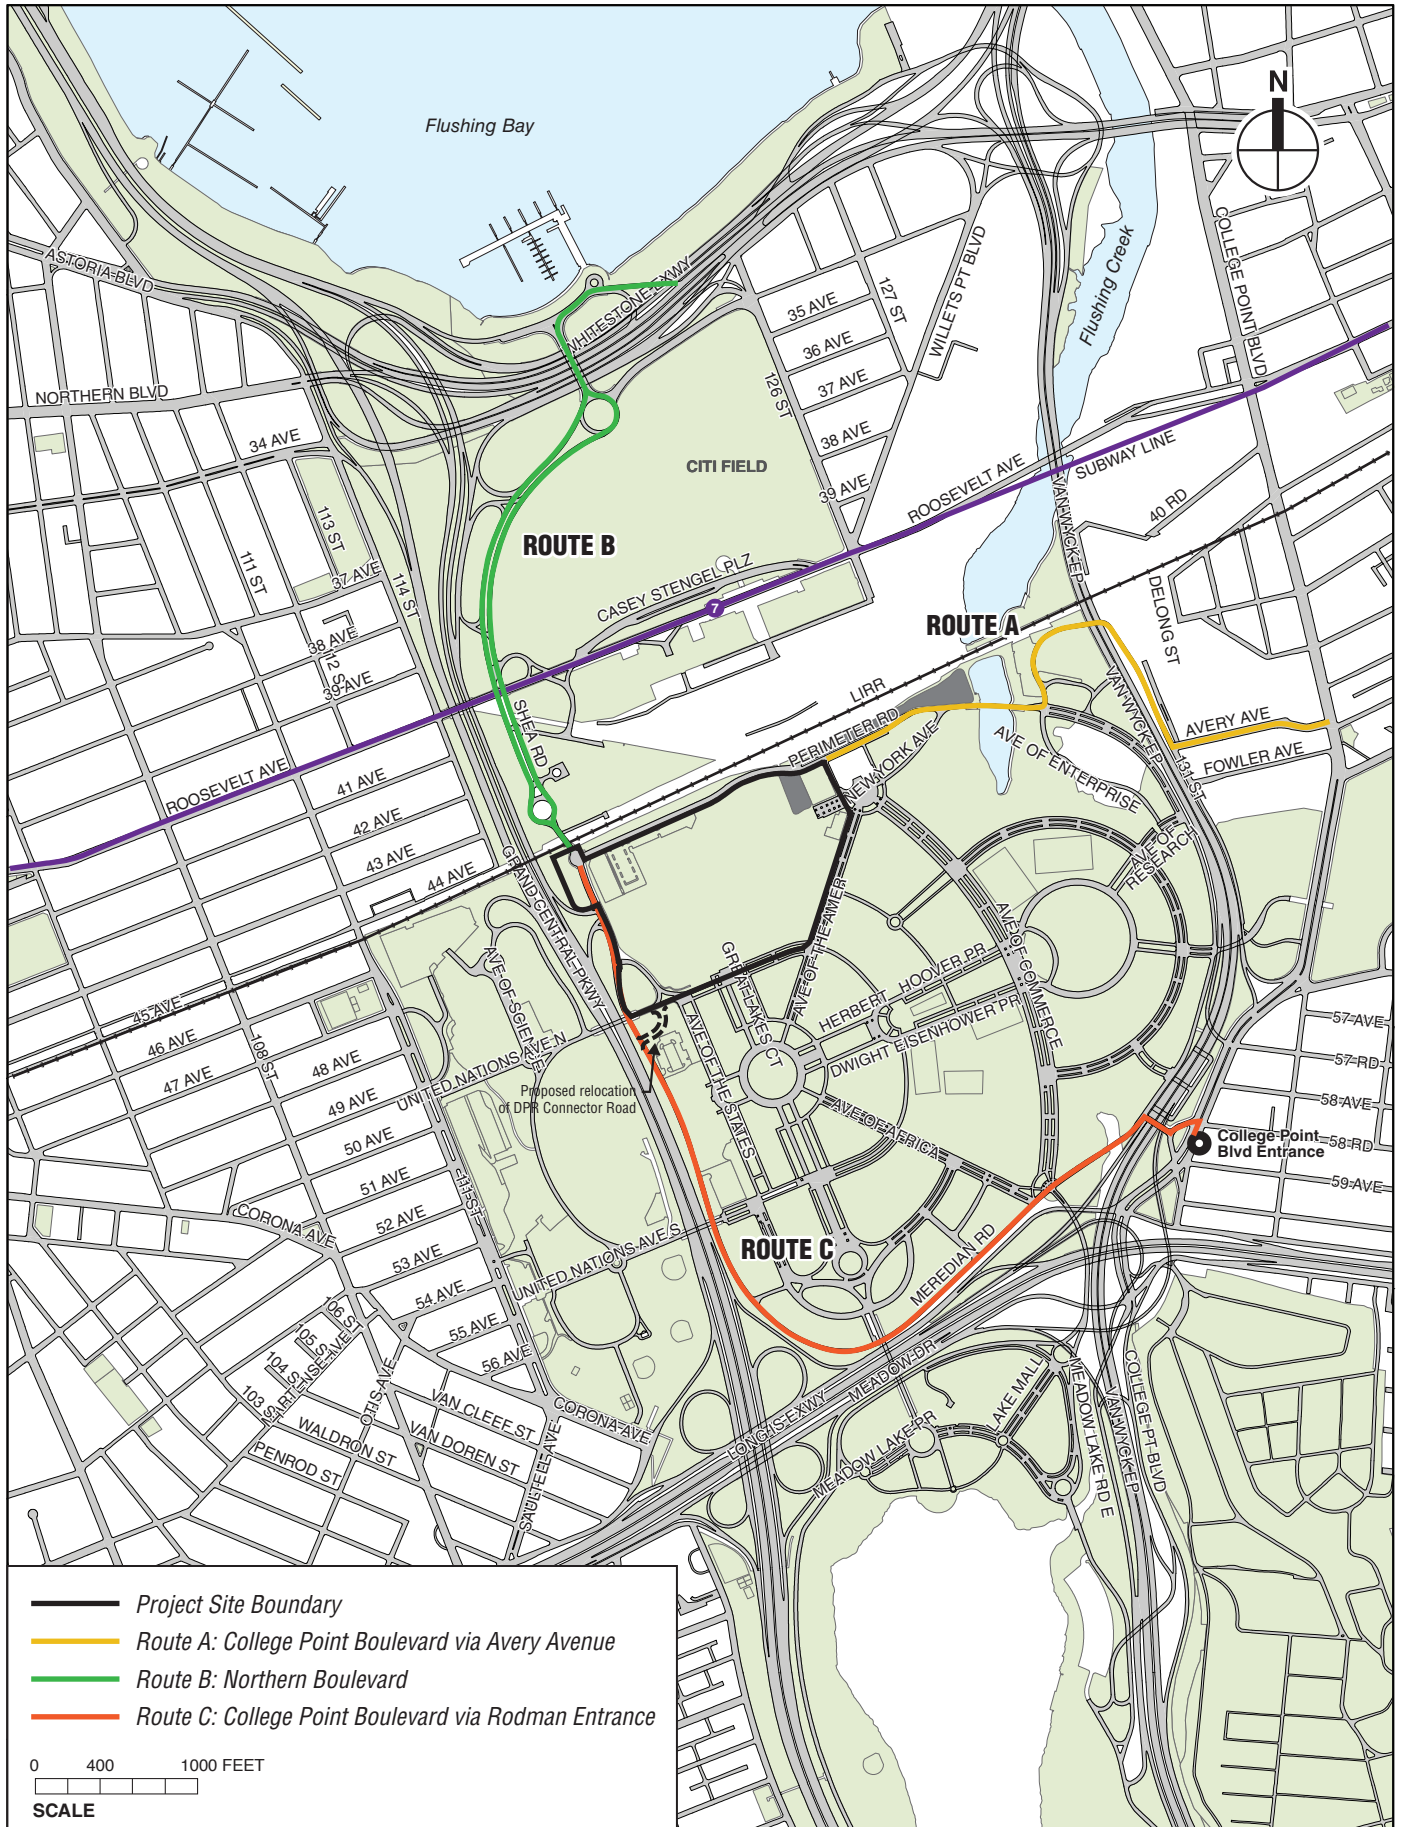 Flushing Bay
N
COLLEGE POINT BLVD
Flushing Creek
ASTORIA BLVD
WHITESTONE EXWY
WILLETS PT BLVD
127 ST
35 AVE
36 AVE
37 AVE
126 ST
38 AVE
39 AVE
NORTHERN BLVD
34 AVE
CITI FIELD
ROOSEVELT AVE
SUBWAY LINE
VAN WYCK EP
40 RD
113 ST
111 ST
37 AVE
114 ST
ROUTE B
CASEY STENGEL PLZ
7
DELONG ST
ROUTE A
38 AVE
39 AVE
LIRR
SHEA RD
PERIMETER RD
VAN WYCK EP
AVERY AVE
FOWLER AVE
131 ST
AVE OF ENTERPRISE
NEW YORK AVE
ROOSEVELT AVE
41 AVE
42 AVE
43 AVE
44 AVE
AVE OF
RESEARCH
GRAND CENTRAL PKWY
AVE OF THE AMER
AVE OF COMMERCE
AVE OF SCIENCE
GREAT LAKES CT
HERBERT HOOVER PR
DWIGHT EISENHOWER PR
45 AVE
46 AVE
47 AVE
108 ST
48 AVE
49 AVE
UNITED NATIONS AVE N
AVE OF THE STATES
57 AVE
57 RD
58 AVE
58 RD
59 AVE
Proposed relocation
of DPR Connector Road
50 AVE
51 AVE
52 AVE
53 AVE
54 AVE
55 AVE
56 AVE
111 ST
AVE OF AFRICA
College Point
Blvd Entrance
CORONA AVE
UNITED NATIONS AVE S
ROUTE C
MEREDIAN RD
106 ST
105 ST
104 ST
103 ST
MARTENSE AVE
OTIS AVE
WALDRON ST
PENROD ST
VAN CLEEF ST
VAN DOREN ST
SAULTELL AVE
CORONA AVE
LONG IS EXWY
MEADOW DR
MEADOW LAKE PR
LAKE MALL
MEADOW LAKE RD E
VAN WYCK EP
COLLEGE PT BLVD
Project Site Boundary
Route A: College Point Boulevard via Avery Avenue
Route B: Northern Boulevard
Route C: College Point Boulevard via Rodman Entrance
0 400 1000 FEET
SCALE